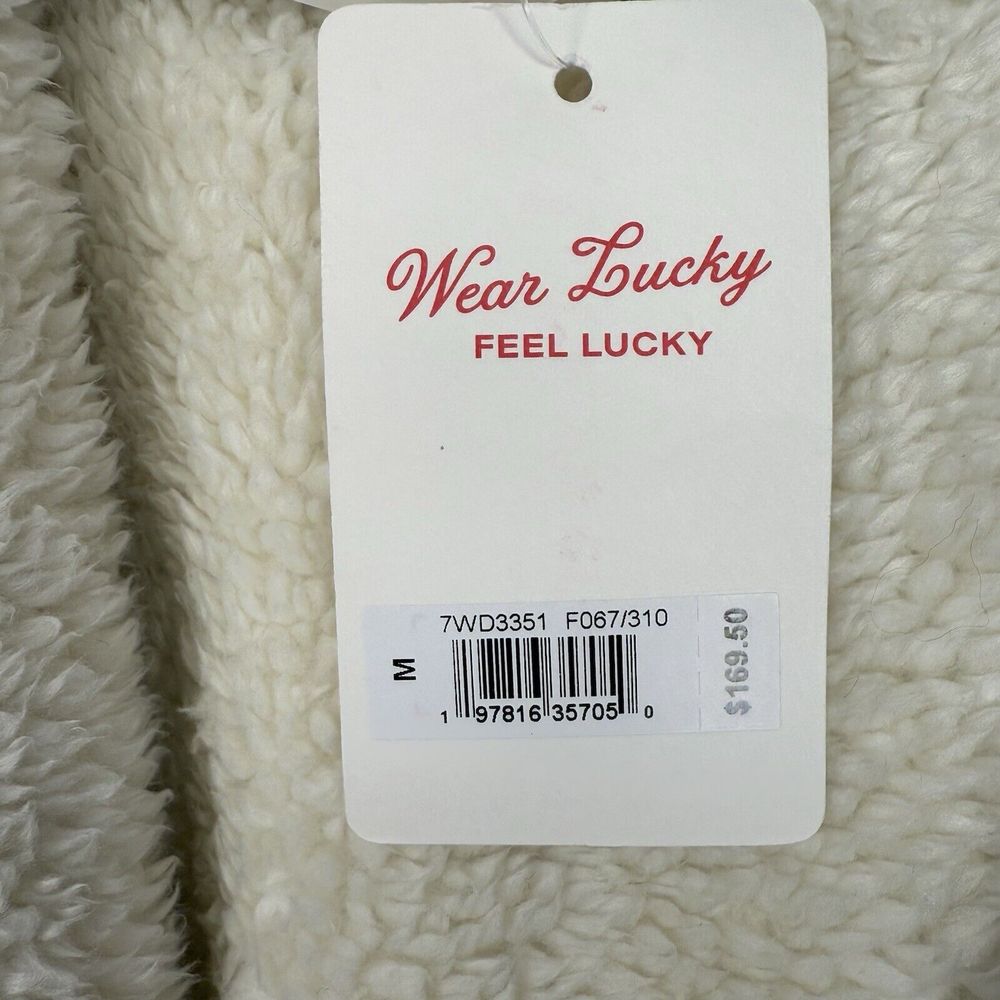 Wear Lucky
FEEL LUCKY
7WD3351 F067/310
M
1 97816 35705 0
$169.50